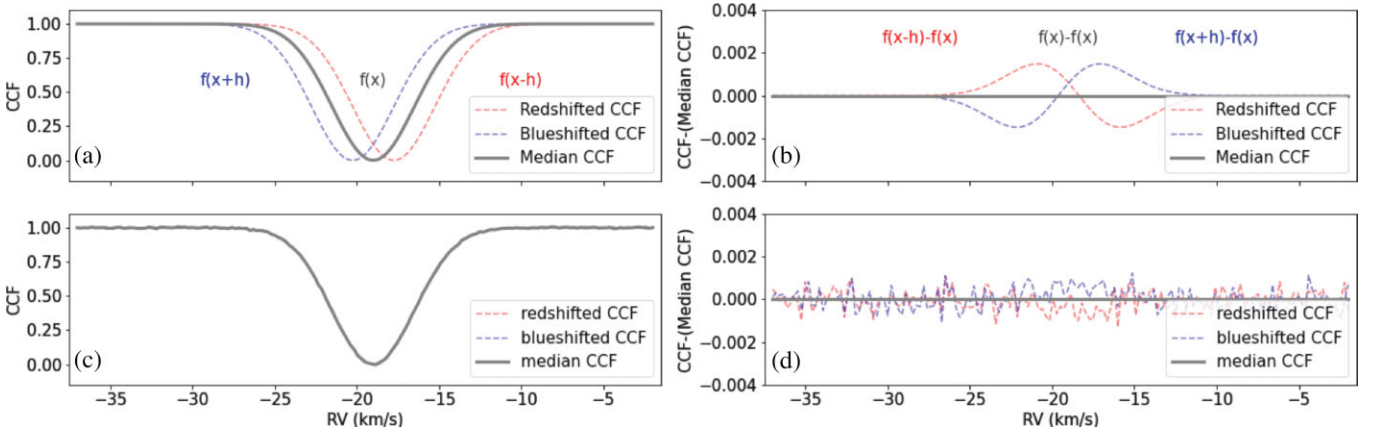 1.00
0.75
0.50
0.25
0.00
CCF
(a)
f(x+h)
f(x)
f(x-h)
Redshifted CCF
Blueshifted CCF
Median CCF
0.004
0.002
0.000
−0.002
−0.004
CCF-(Median CCF)
(b)
f(x-h)-f(x)
f(x)-f(x)
f(x+h)-f(x)
Redshifted CCF
Blueshifted CCF
Median CCF
1.00
0.75
0.50
0.25
0.00
CCF
(c)
redshifted CCF
blueshifted CCF
median CCF
−35 −30 −25 −20 −15 −10 −5
RV (km/s)
0.004
0.002
0.000
−0.002
−0.004
CCF-(Median CCF)
(d)
redshifted CCF
blueshifted CCF
median CCF
−35 −30 −25 −20 −15 −10 −5
RV (km/s)